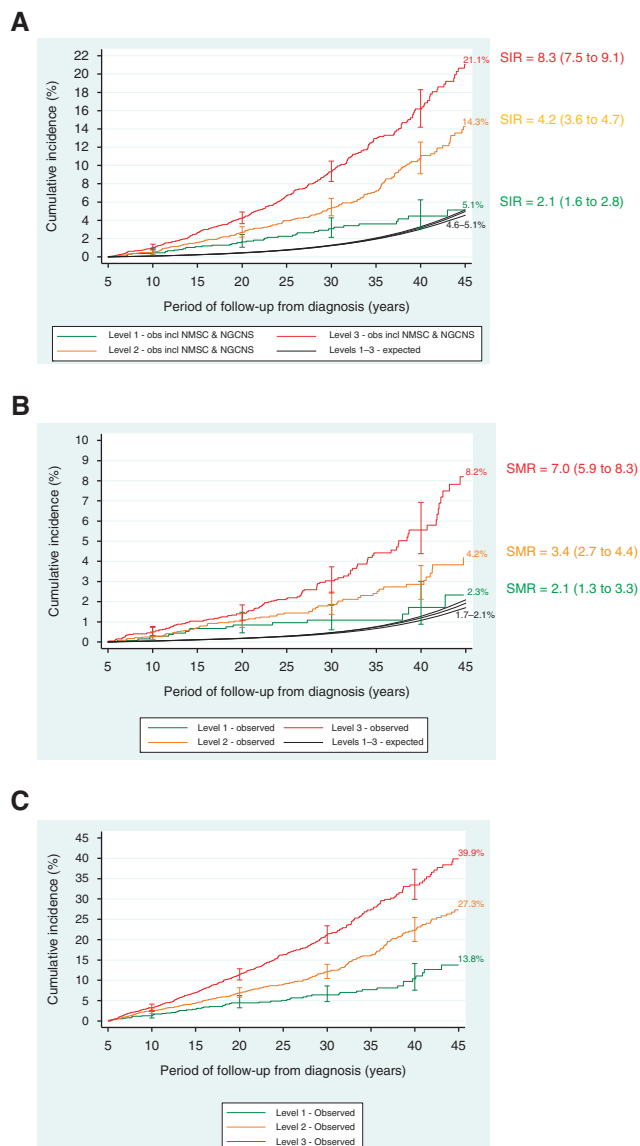 A
22
20
18
16
14
12
10
8
6
4
2
0
Cumulative incidence (%)
21.1%
14.3%
5.1%
4.6–5.1%
SIR = 8.3 (7.5 to 9.1)
SIR = 4.2 (3.6 to 4.7)
SIR = 2.1 (1.6 to 2.8)
5 10 15 20 25 30 35 40 45
Period of follow-up from diagnosis (years)
Level 1 - obs incl NMSC & NGCNS Level 3 - obs incl NMSC & NGCNS
Level 2 - obs incl NMSC & NGCNS Levels 1–3 - expected
B
10
9
8
7
6
5
4
3
2
1
0
Cumulative incidence (%)
8.2%
4.2%
2.3%
1.7–2.1%
SMR = 7.0 (5.9 to 8.3)
SMR = 3.4 (2.7 to 4.4)
SMR = 2.1 (1.3 to 3.3)
5 10 15 20 25 30 35 40 45
Period of follow-up from diagnosis (years)
Level 1 - observed Level 3 - observed
Level 2 - observed Levels 1–3 - expected
C
45
40
35
30
25
20
15
10
5
0
Cumulative incidence (%)
39.9%
27.3%
13.8%
5 10 15 20 25 30 35 40 45
Period of follow-up from diagnosis (years)
Level 1 - Observed
Level 2 - Observed
Level 3 - Observed